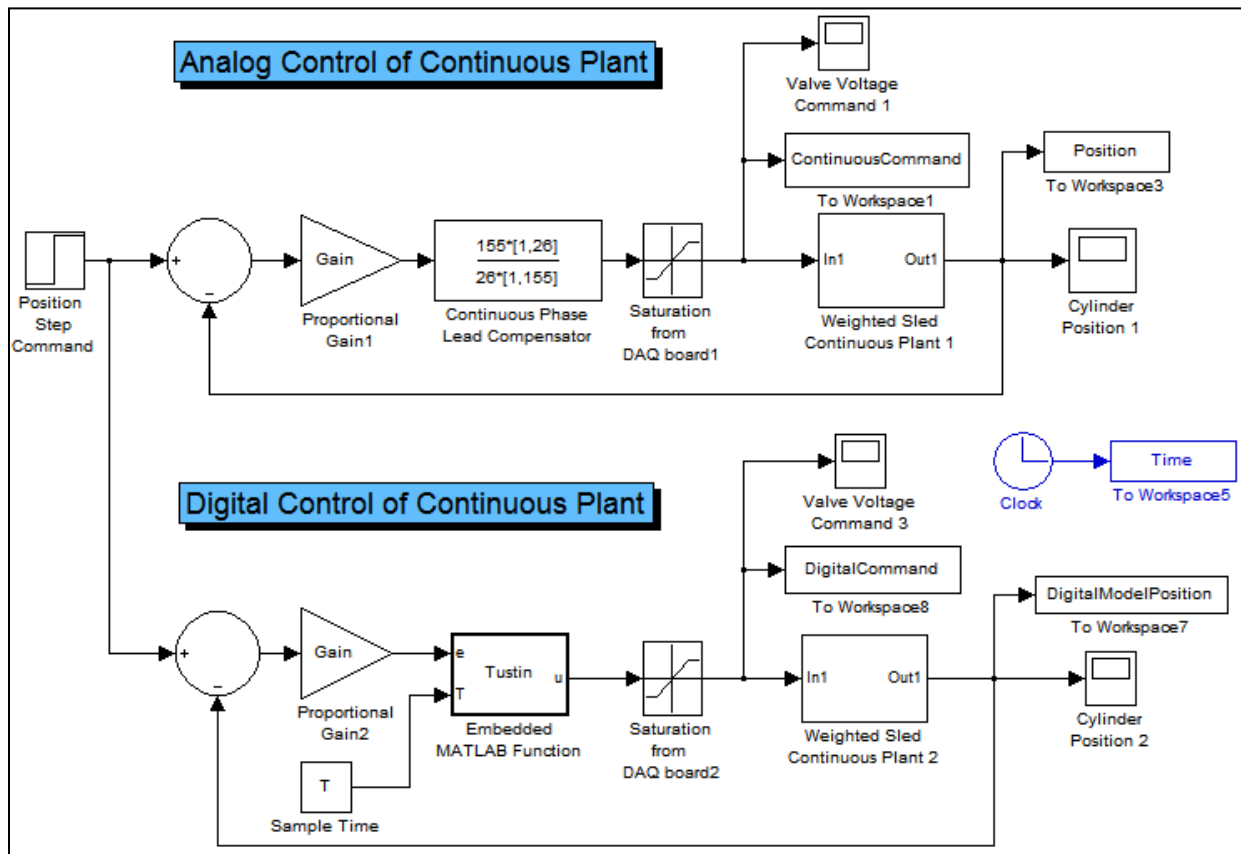 Analog Control of Continuous Plant
Valve Voltage
Command 1
ContinuousCommand
To Workspace1
Position
To Workspace3
Position
Step
Command
+
−
Gain
Proportional
Gain1
155*[1,26]
26*[1,155]
Continuous Phase
Lead Compensator
Saturation
from
DAQ board1
In1
Out1
Weighted Sled
Continuous Plant 1
Cylinder
Position 1
Digital Control of Continuous Plant
Valve Voltage
Command 3
Clock
Time
To Workspace5
DigitalCommand
To Workspace8
DigitalModelPosition
To Workspace7
+
−
Gain
Proportional
Gain2
e
T
Tustin
u
Embedded
MATLAB Function
Saturation
from
DAQ board2
In1
Out1
Weighted Sled
Continuous Plant 2
Cylinder
Position 2
T
Sample Time